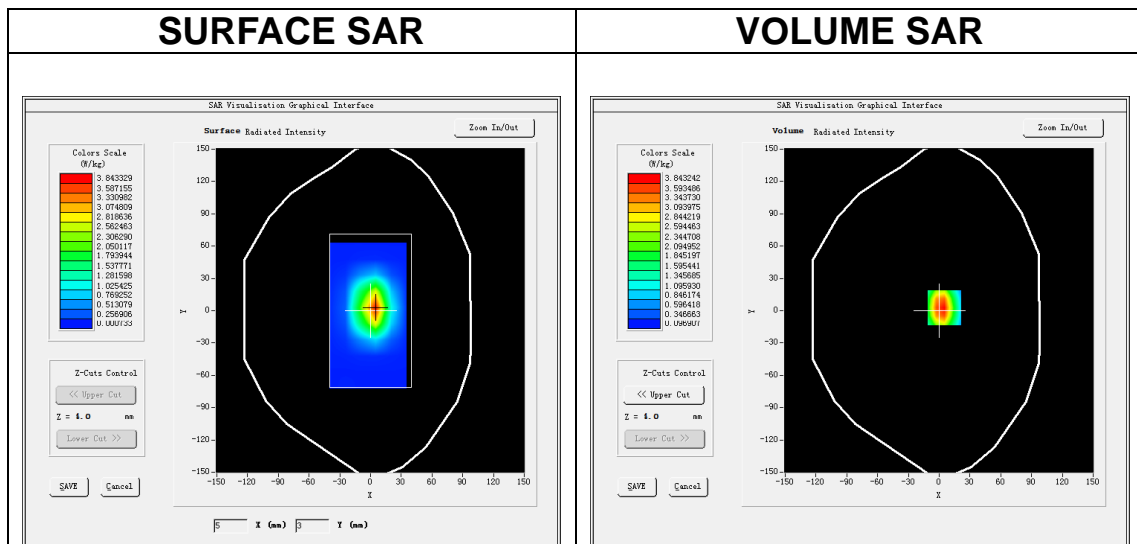 SURFACE SAR
VOLUME SAR
SAR Visualisation Graphical Interface
Surface Radiated Intensity
Zoom In/Out
Colors Scale
(W/kg)
3.843329
3.587155
3.330982
3.074809
2.818636
2.562463
2.306290
2.050117
1.793944
1.537771
1.281598
1.025425
0.769252
0.513079
0.256906
0.000733
150
120
90
60
30
0
-30
-60
-90
-120
-150
Y
-150 -120 -90 -60 -30 0 30 60 90 120 150
X
Z-Cuts Control
<< Upper Cut
Z = 4.0 mm
Lower Cut >>
SAVE Cancel
5 X (mm) 3 Y (mm)
SAR Visualisation Graphical Interface
Volume Radiated Intensity
Zoom In/Out
Colors Scale
(W/kg)
3.843242
3.593486
3.343730
3.093975
2.844219
2.594463
2.344708
2.094952
1.845197
1.595441
1.345685
1.095930
0.846174
0.596418
0.346663
0.096907
150
120
90
60
30
0
-30
-60
-90
-120
-150
Y
-150 -120 -90 -60 -30 0 30 60 90 120 150
X
Z-Cuts Control
<< Upper Cut
Z = 4.0 mm
Lower Cut >>
SAVE Cancel